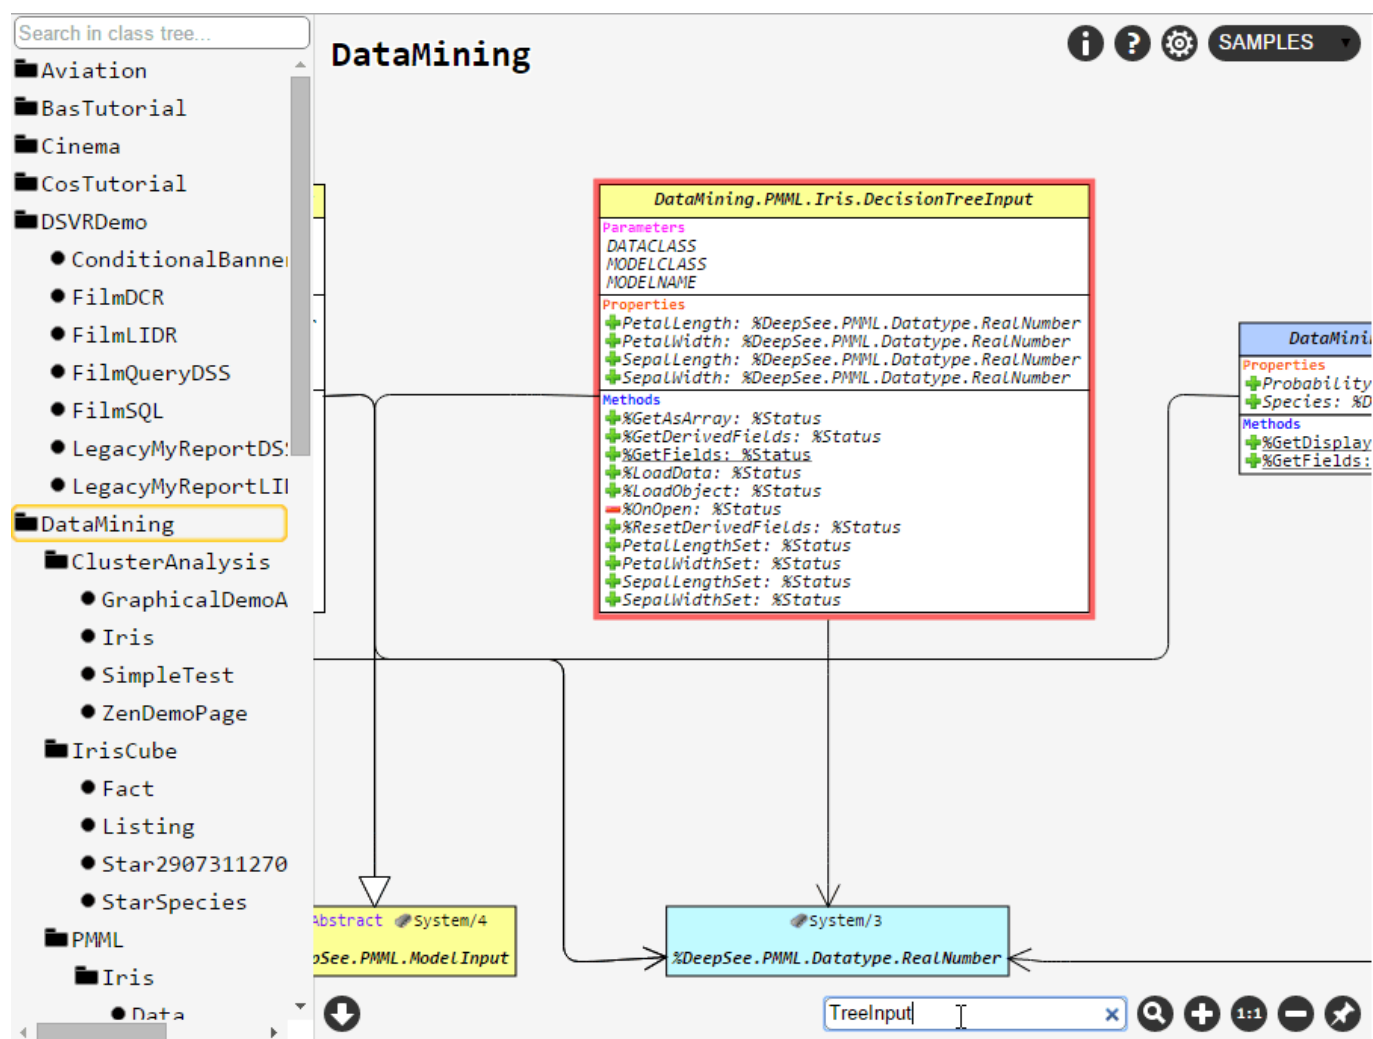 Search in class tree...
Aviation
BasTutorial
Cinema
CosTutorial
DSVRDemo
ConditionalBanne
FilmDCR
FilmLIDR
FilmQueryDSS
FilmSQL
LegacyMyReportDS
LegacyMyReportLI
DataMining
ClusterAnalysis
GraphicalDemoA
Iris
SimpleTest
ZenDemoPage
IrisCube
Fact
Listing
Star2907311270
StarSpecies
PMML
Iris
Data
DataMining
i ? SAMPLES
DataMining.PMML.Iris.DecisionTreeInput
Parameters
DATACLASS
MODELCLASS
MODELNAME
Properties
PetalLength: %DeepSee.PMML.Datatype.RealNumber
PetalWidth: %DeepSee.PMML.Datatype.RealNumber
SepalLength: %DeepSee.PMML.Datatype.RealNumber
SepalWidth: %DeepSee.PMML.Datatype.RealNumber
Methods
%GetAsArray: %Status
%GetDerivedFields: %Status
%GetFields: %Status
%LoadData: %Status
%LoadObject: %Status
%OnOpen: %Status
%ResetDerivedFields: %Status
PetalLengthSet: %Status
PetalWidthSet: %Status
SepalLengthSet: %Status
SepalWidthSet: %Status
DataMini
Properties
Probability
Species: %D
Methods
%GetDisplay
%GetFields:
Abstract System/4
See.PMML.ModelInput
System/3
%DeepSee.PMML.Datatype.RealNumber
TreeInput
1:1